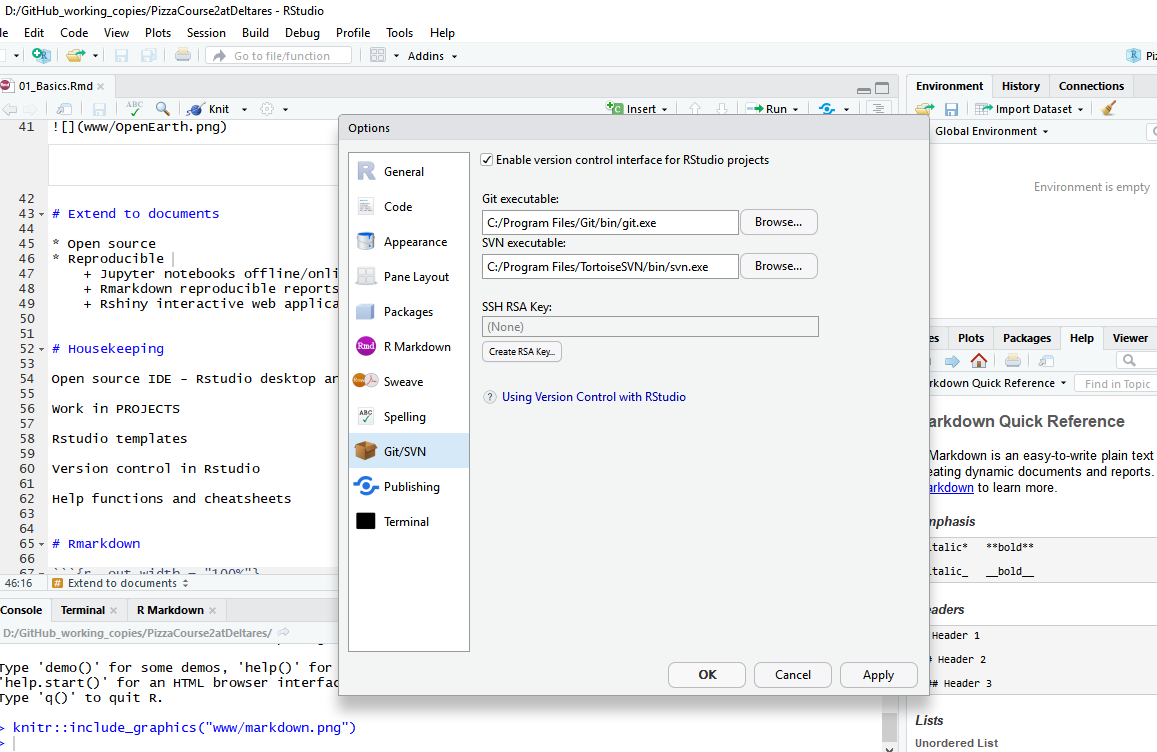 D:/GitHub_working_copies/PizzaCourse2atDeltares - RStudio
le Edit Code View Plots Session Build Debug Profile Tools Help
Go to file/function
Addins
R
Piz
01_Basics.Rmd
ABC
Knit
Insert
Run
41 ![](www/OpenEarth.png)
42
43 # Extend to documents
44
45 * Open source
46 * Reproducible
47 + Jupyter notebooks offline/onli
48 + Rmarkdown reproducible reports
49 + Rshiny interactive web applica
50
51
52 # Housekeeping
53
54 Open source IDE - Rstudio desktop an
55
56 Work in PROJECTS
57
58 Rstudio templates
59
60 Version control in Rstudio
61
62 Help functions and cheatsheets
63
64
65 # Rmarkdown
66
67 ```{r, out.width = "100%"}
46:16 # Extend to documents
Console Terminal R Markdown
D:/GitHub_working_copies/PizzaCourse2atDeltares/
Type 'demo()' for some demos, 'help()' for
'help.start()' for an HTML browser interfac
Type 'q()' to quit R.
> knitr::include_graphics("www/markdown.png")
>
Options
General
Code
Appearance
Pane Layout
Packages
Rmd R Markdown
Sweave
ABC Spelling
Git/SVN
Publishing
Terminal
Enable version control interface for RStudio projects
Git executable:
C:/Program Files/Git/bin/git.exe
Browse...
SVN executable:
C:/Program Files/TortoiseSVN/bin/svn.exe
Browse...
SSH RSA Key:
(None)
Create RSA Key...
? Using Version Control with RStudio
OK Cancel Apply
Environment History Connections
Import Dataset
Global Environment
Environment is empty
es Plots Packages Help Viewer
rkdown Quick Reference
Find in Topic
arkdown Quick Reference
Markdown is an easy-to-write plain text
eating dynamic documents and reports.
arkdown to learn more.
mphasis
talic* **bold**
talic_ __bold__
eaders
Header 1
# Header 2
## Header 3
Lists
Unordered List